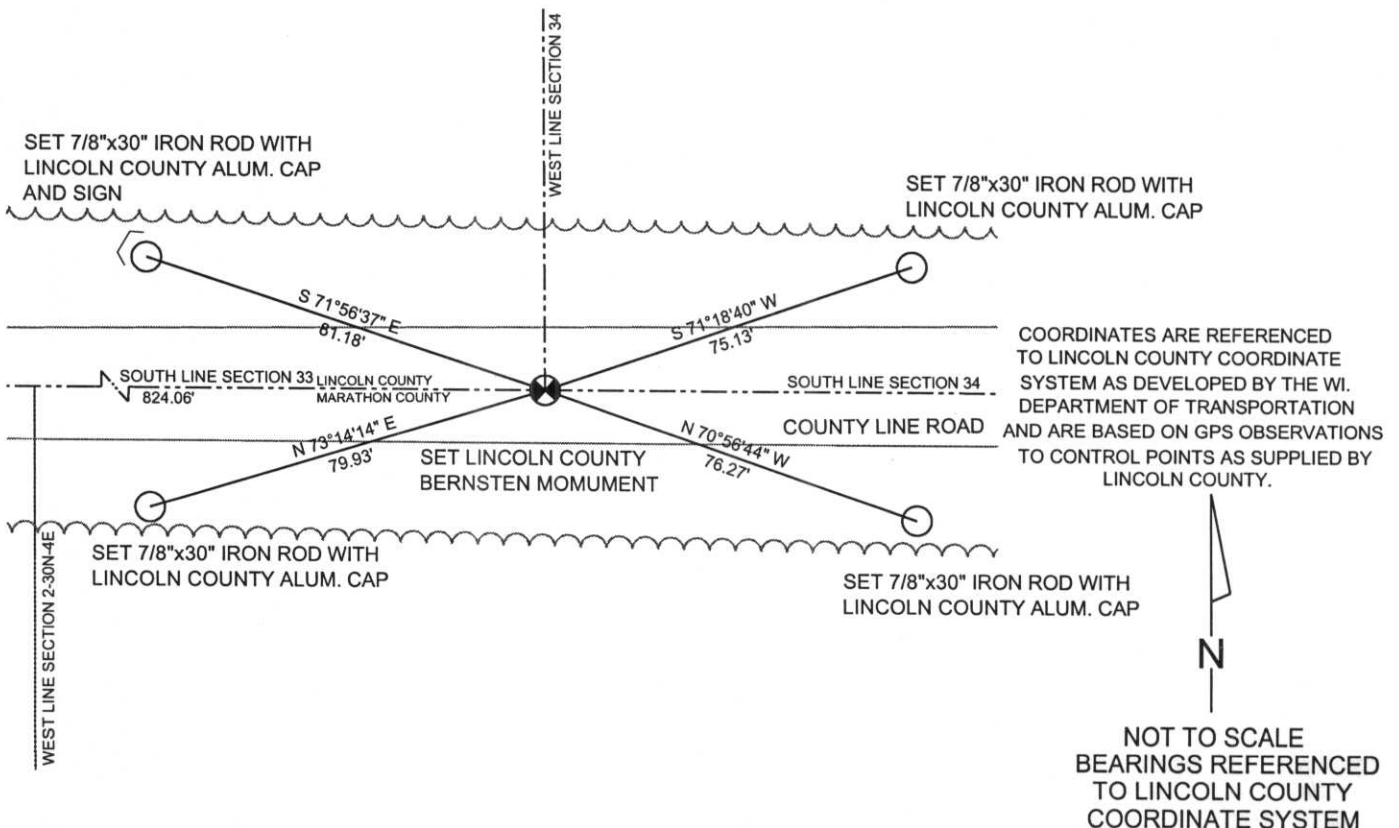 WEST LINE SECTION 34
SET 7/8"x30" IRON ROD WITH
LINCOLN COUNTY ALUM. CAP
AND SIGN
SET 7/8"x30" IRON ROD WITH
LINCOLN COUNTY ALUM. CAP
S 71°56'37" E
81.18'
S 71°18'40" W
75.13'
COORDINATES ARE REFERENCED
TO LINCOLN COUNTY COORDINATE
SYSTEM AS DEVELOPED BY THE WI.
DEPARTMENT OF TRANSPORTATION
AND ARE BASED ON GPS OBSERVATIONS
TO CONTROL POINTS AS SUPPLIED BY
LINCOLN COUNTY.
SOUTH LINE SECTION 33
824.06'
LINCOLN COUNTY
MARATHON COUNTY
SOUTH LINE SECTION 34
COUNTY LINE ROAD
N 73°14'14" E
79.93'
SET LINCOLN COUNTY
BERNSTEN MOMUMENT
N 70°56'44" W
76.27'
WEST LINE SECTION 2-30N-4E
SET 7/8"x30" IRON ROD WITH
LINCOLN COUNTY ALUM. CAP
SET 7/8"x30" IRON ROD WITH
LINCOLN COUNTY ALUM. CAP
N
NOT TO SCALE
BEARINGS REFERENCED
TO LINCOLN COUNTY
COORDINATE SYSTEM